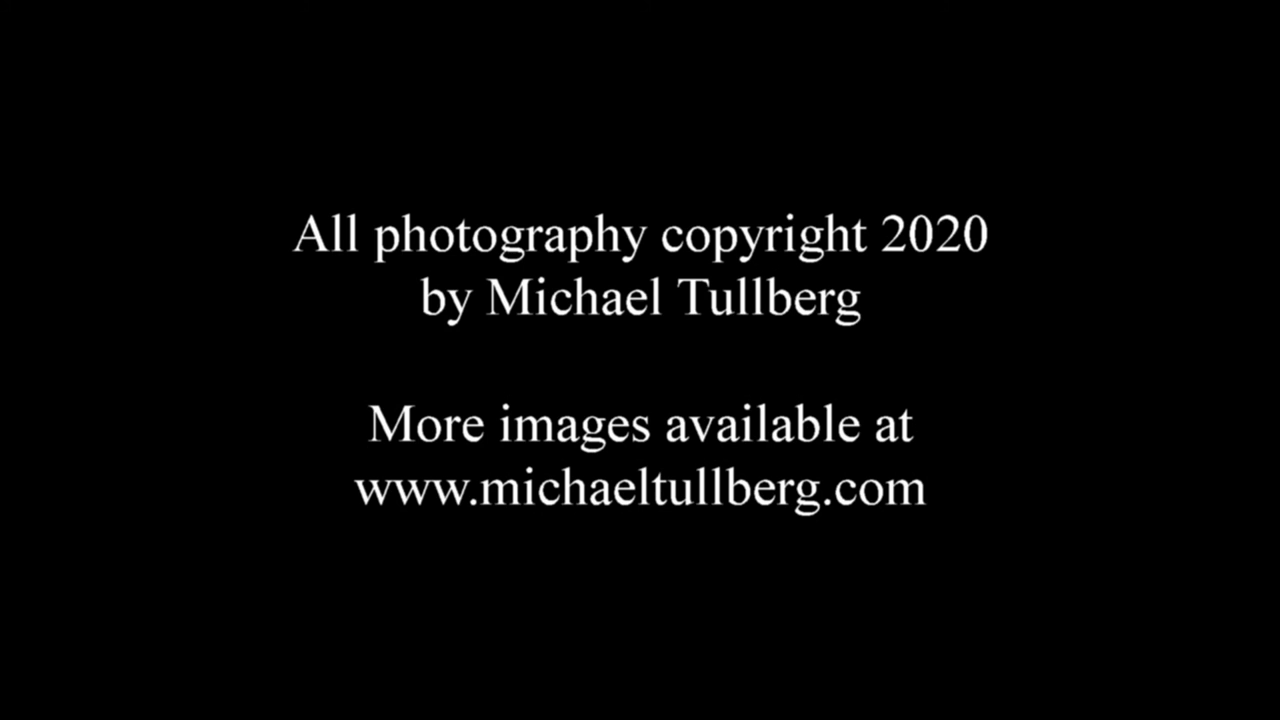 All photography copyright 2020
by Michael Tullberg
More images available at
www.michaeltullberg.com